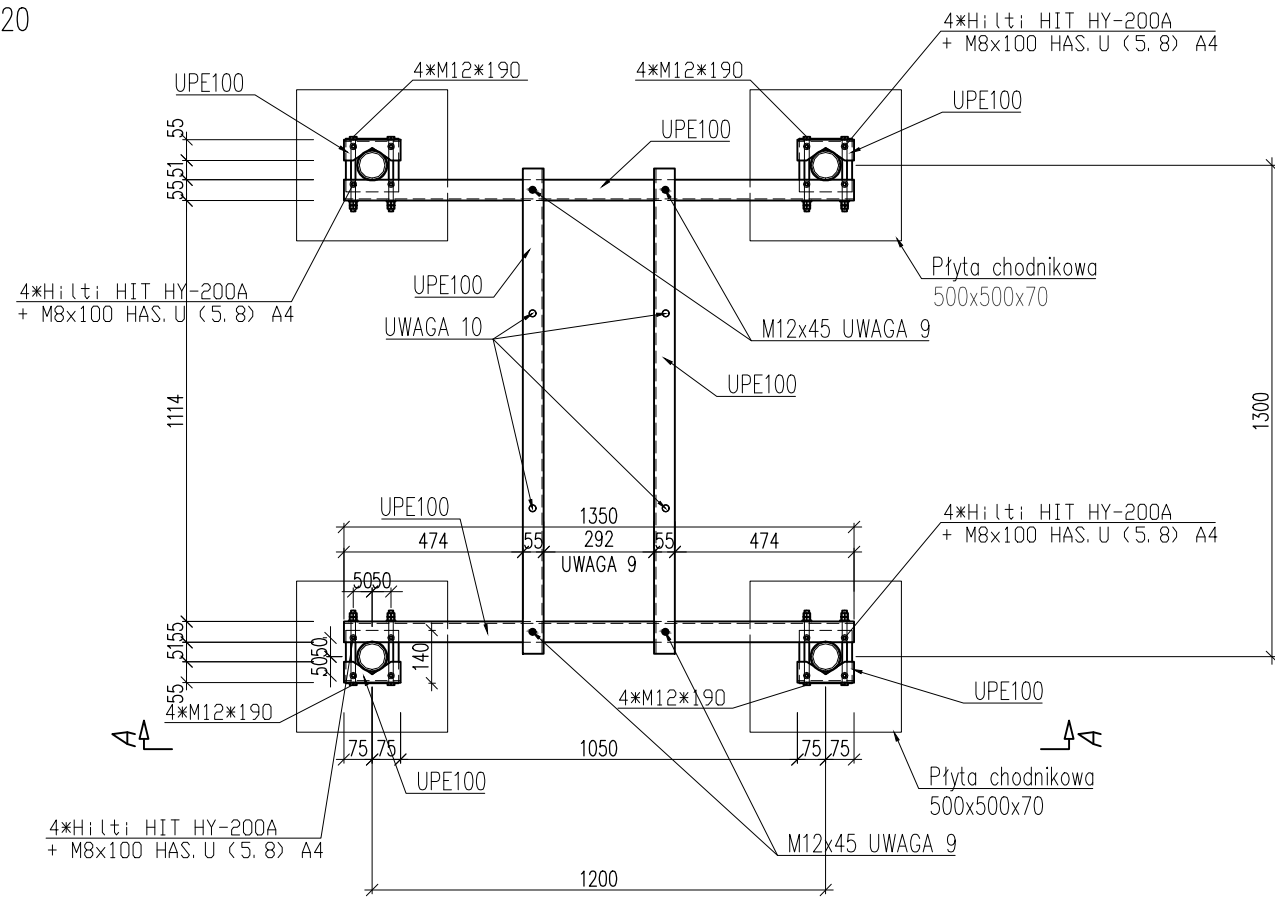 20
4*Hilti HIT HY-200A
+ M8x100 HAS. U (5. 8) A4
UPE100
4*M12*190
4*M12*190
UPE100
UPE100
55
51
55
Płyta chodnikowa
500x500x70
4*Hilti HIT HY-200A
+ M8x100 HAS. U (5. 8) A4
UPE100
UWAGA 10
M12x45 UWAGA 9
UPE100
1114
1300
UPE100
1350
4*Hilti HIT HY-200A
+ M8x100 HAS. U (5. 8) A4
474
55
292
55
474
UWAGA 9
5050
55
51
55
5050
140
4*M12*190
4*M12*190
UPE100
A
A
75
75
1050
75
75
UPE100
Płyta chodnikowa
500x500x70
4*Hilti HIT HY-200A
+ M8x100 HAS. U (5. 8) A4
M12x45 UWAGA 9
1200